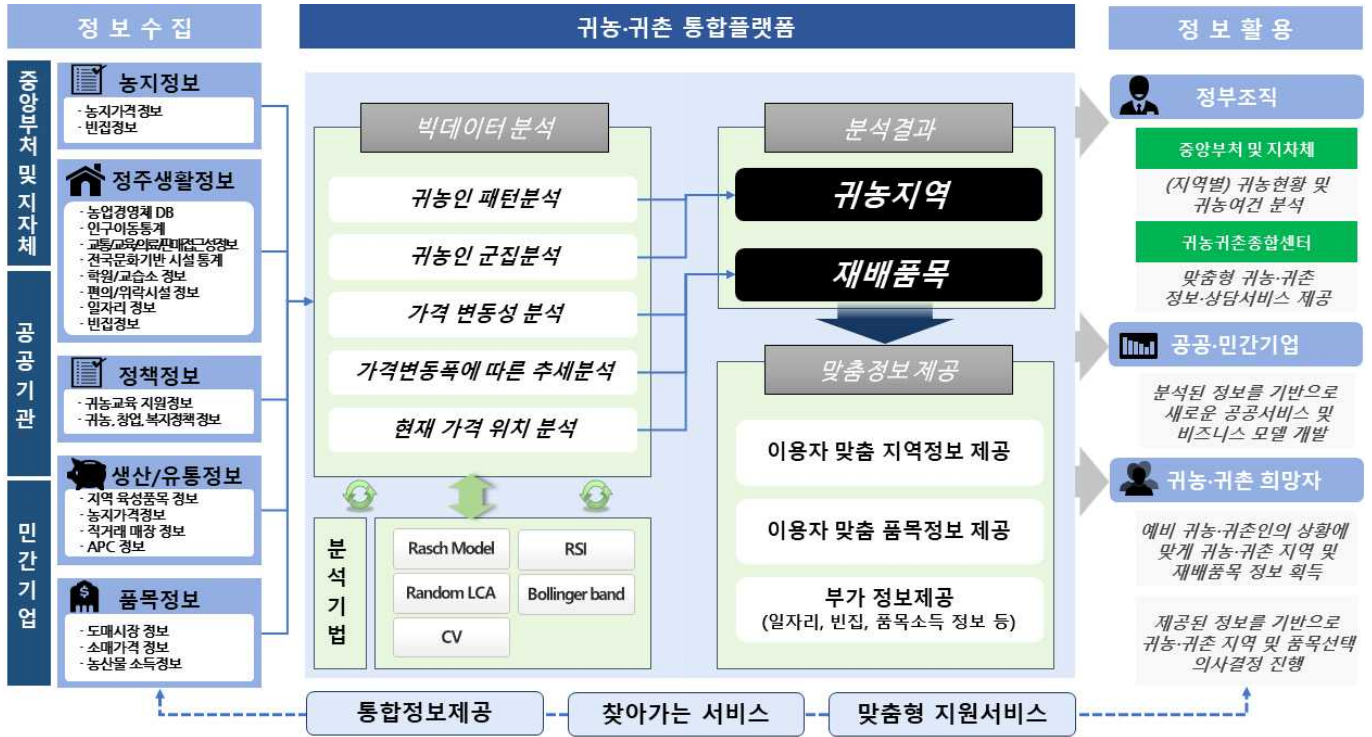 정보수집
중앙부처 및 지자체
공공기관
민간기업
농지정보
- 농지가격정보
- 빈집정보
정주생활정보
- 농업경영체 DB
- 인구이동통계
- 교통/교육/의료/판매접근성정보
- 전국문화기반 시설 통계
- 학원/교습소 정보
- 편의/위락시설 정보
- 일자리 정보
- 빈집정보
정책정보
- 귀농교육 지원정보
- 귀농, 창업, 복지정책 정보
생산/유통정보
- 지역 육성품목 정보
- 농지가격정보
- 직거래 매장 정보
- APC 정보
품목정보
- 도매시장 정보
- 소매가격 정보
- 농산물 소득정보
귀농·귀촌 통합플랫폼
빅데이터 분석
귀농인 패턴분석
귀농인 군집분석
가격 변동성 분석
가격변동폭에 따른 추세분석
현재 가격 위치 분석
분석기법
Rasch Model
RSI
Random LCA
Bollinger band
CV
분석결과
귀농지역
재배품목
맞춤정보 제공
이용자 맞춤 지역정보 제공
이용자 맞춤 품목정보 제공
부가 정보제공
(일자리, 빈집, 품목소득 정보 등)
정보활용
정부조직
중앙부처 및 지차체
(지역별) 귀농현황 및
귀농여건 분석
귀농귀촌종합센터
맞춤형 귀농·귀촌
정보·상담서비스 제공
공공·민간기업
분석된 정보를 기반으로
새로운 공공서비스 및
비즈니스 모델 개발
귀농·귀촌 희망자
예비 귀농·귀촌인의 상황에
맞게 귀농·귀촌 지역 및
재배품목 정보 획득
제공된 정보를 기반으로
귀농·귀촌 지역 및 품목선택
의사결정 진행
통합정보제공
찾아가는 서비스
맞춤형 지원서비스